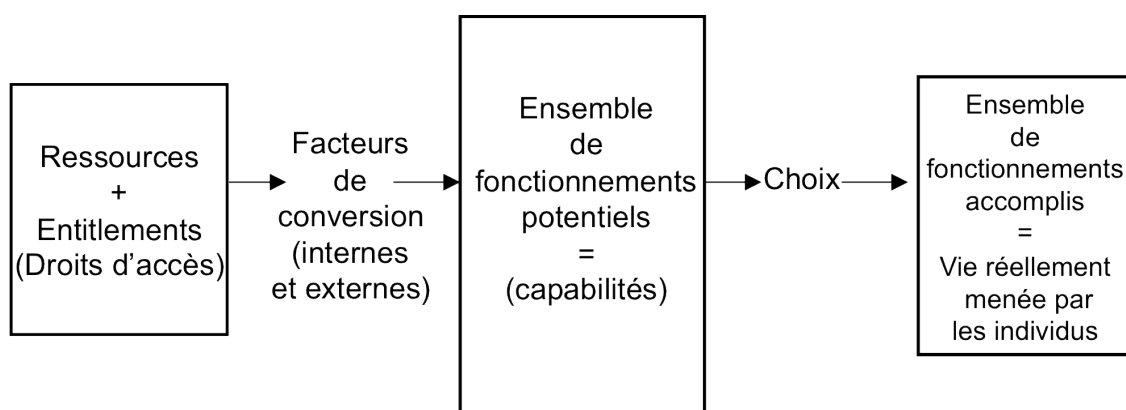 Ressources
+
Entitlements
(Droits d’accès)
Facteurs
de
conversion
(internes
et externes)
Ensemble
de
fonctionnements
potentiels
=
(capabilités)
Choix
Ensemble
de
fonctionnements
accomplis
=
Vie réellement
menée par
les individus